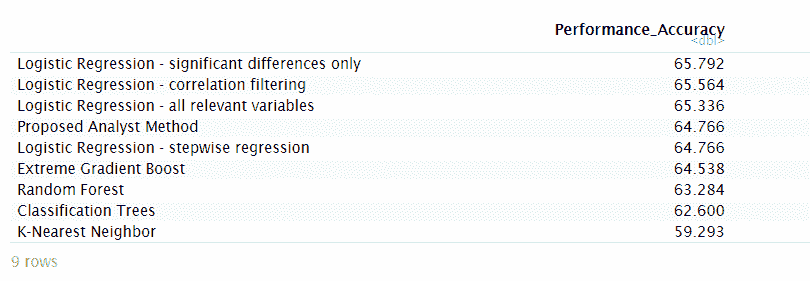 Performance_Accuracy
<dbl>
Logistic Regression - significant differences only 65.792
Logistic Regression - correlation filtering 65.564
Logistic Regression - all relevant variables 65.336
Proposed Analyst Method 64.766
Logistic Regression - stepwise regression 64.766
Extreme Gradient Boost 64.538
Random Forest 63.284
Classification Trees 62.600
K-Nearest Neighbor 59.293
9 rows